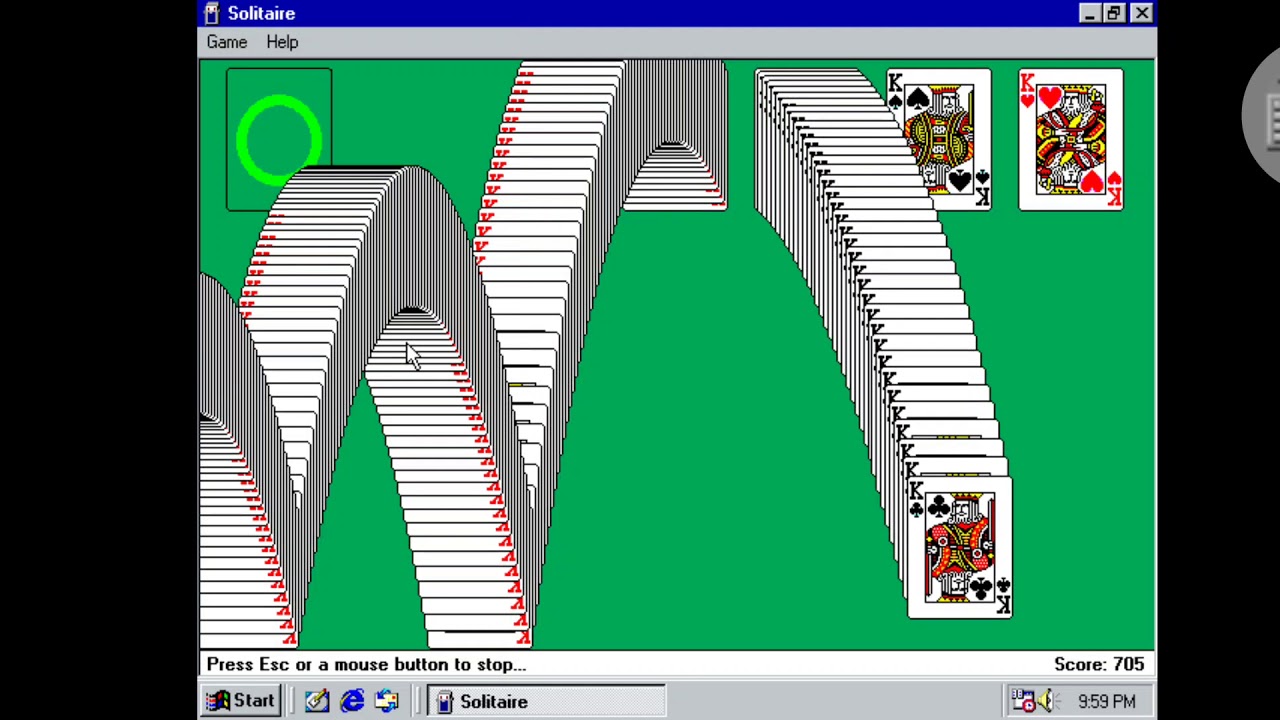 Solitaire
Game Help
K K
K K
K
K
Press Esc or a mouse button to stop... Score: 705
Start Solitaire 9:59 PM